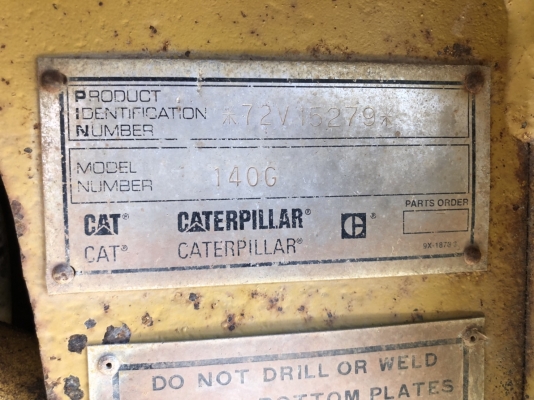 PRODUCT
IDENTIFICATION
NUMBER
*72V15279*
MODEL
NUMBER
140G
PARTS ORDER
CAT® CATERPILLAR® C
CAT® CATERPILLAR®
DO NOT DRILL OR WELD
BOTTOM PLATES